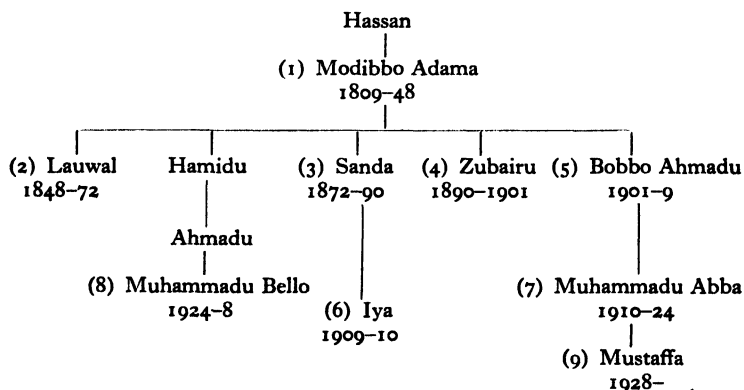 Hassan
(1) Modibbo Adama
1809–48
(2) Lauwal Hamidu (3) Sanda (4) Zubairu (5) Bobbo Ahmadu
1848–72 1872–90 1890–1901 1901–9
Ahmadu
(8) Muhammadu Bello (7) Muhammadu Abba
1924–8 (6) Iya 1910–24
1909–10
(9) Mustaffa
1928–